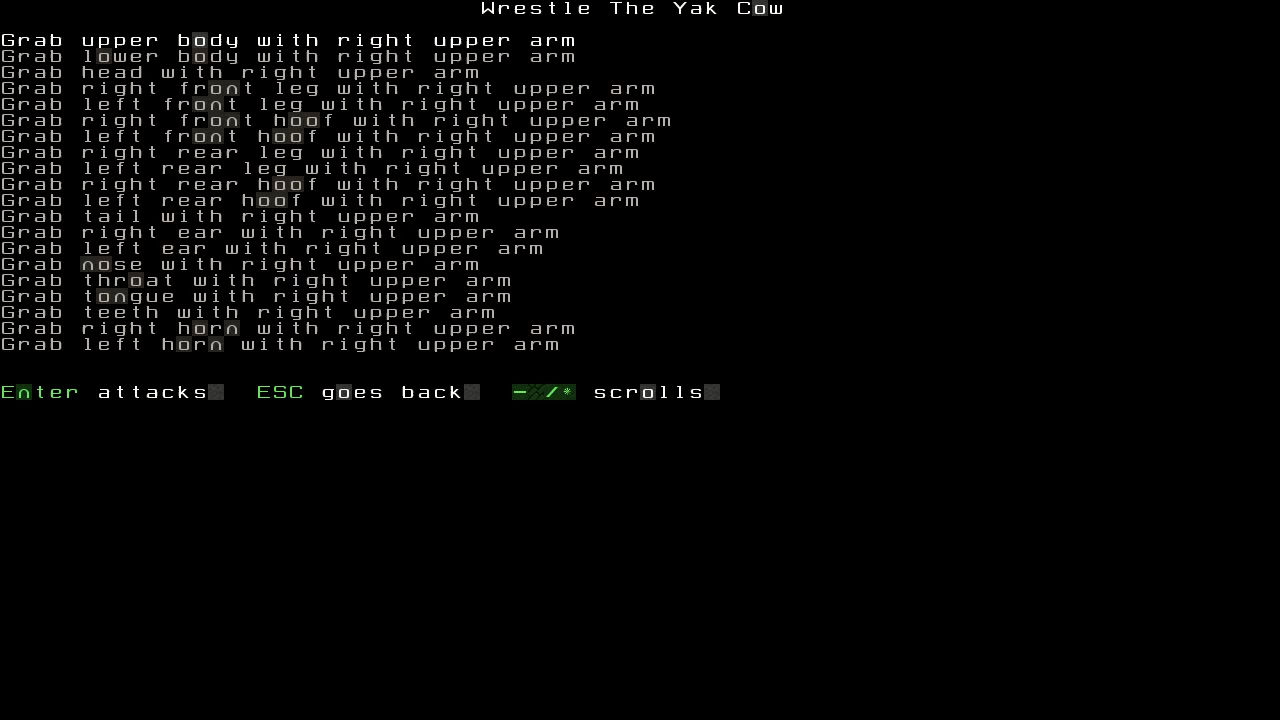 Wrestle The Yak Cow
Grab upper body with right upper arm
Grab lower body with right upper arm
Grab head with right upper arm
Grab right front leg with right upper arm
Grab left front leg with right upper arm
Grab right front hoof with right upper arm
Grab left front hoof with right upper arm
Grab right rear leg with right upper arm
Grab left rear leg with right upper arm
Grab right rear hoof with right upper arm
Grab left rear hoof with right upper arm
Grab tail with right upper arm
Grab right ear with right upper arm
Grab left ear with right upper arm
Grab nose with right upper arm
Grab throat with right upper arm
Grab tongue with right upper arm
Grab teeth with right upper arm
Grab right horn with right upper arm
Grab left horn with right upper arm
Enter attacks ESC goes back - /* scrolls